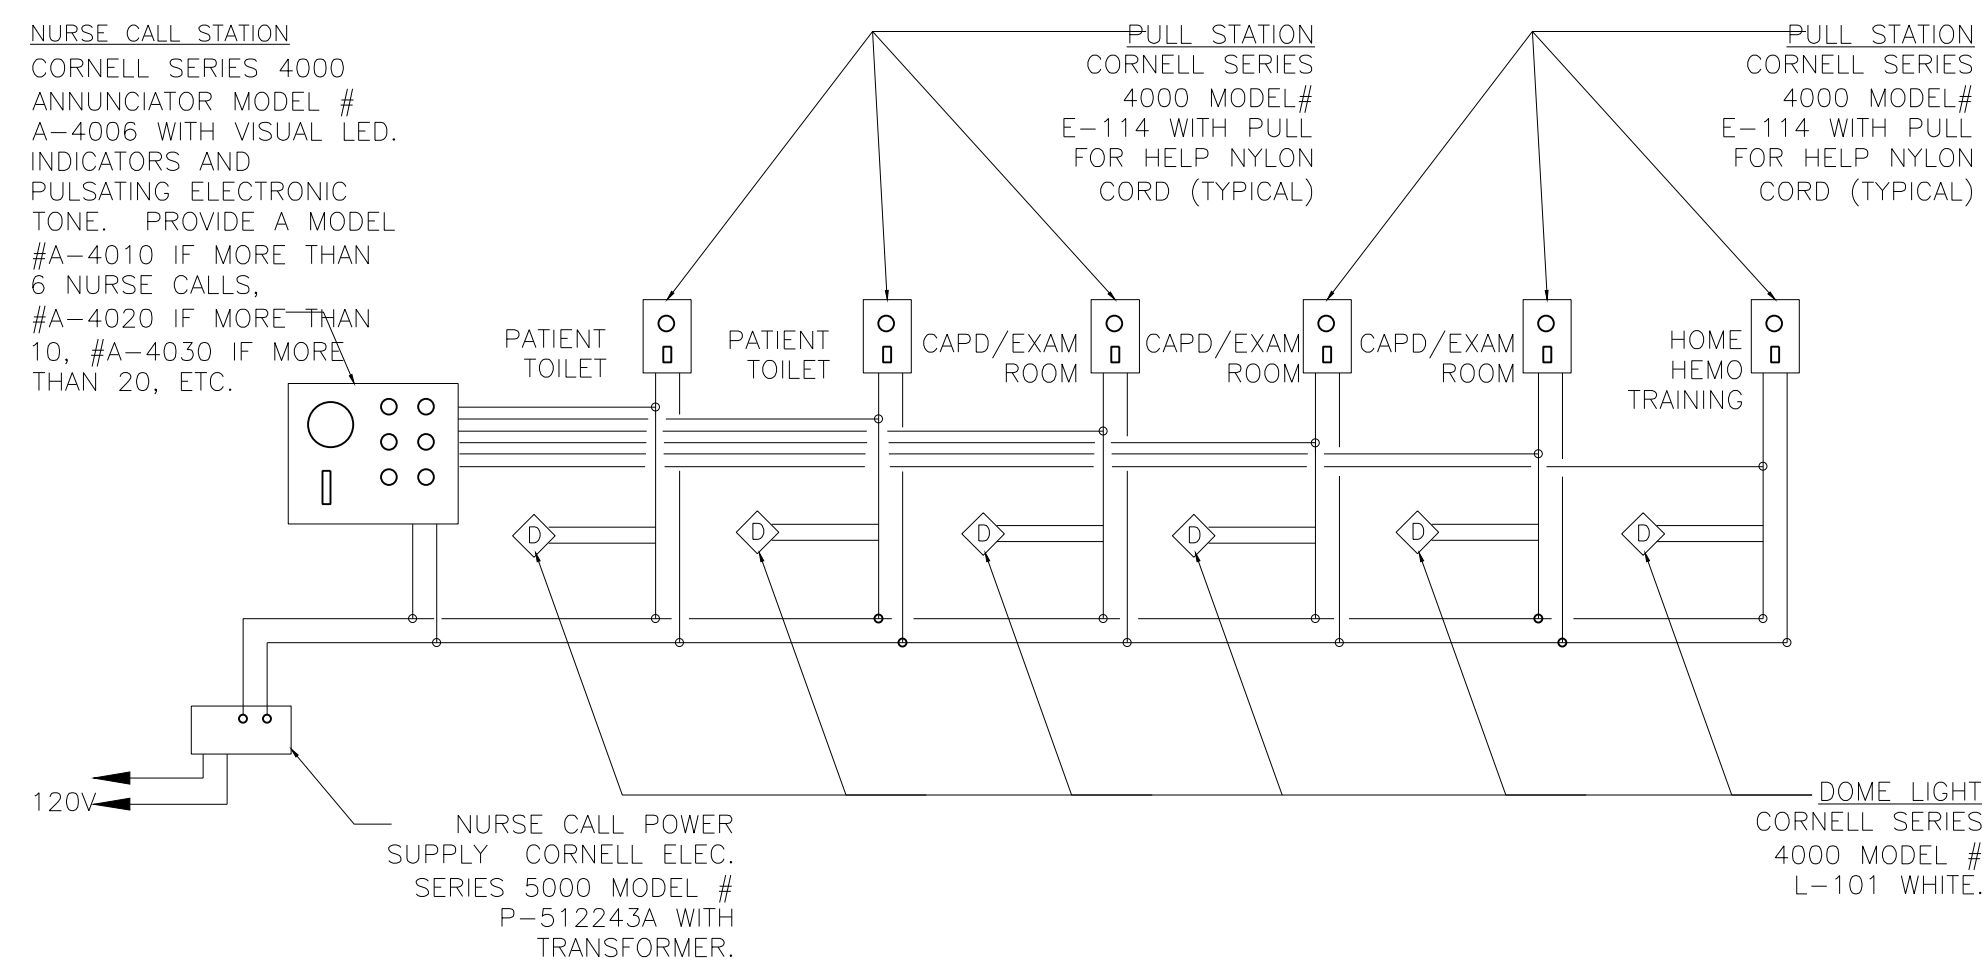 NURSE CALL STATION
CORNELL SERIES 4000
ANNUNCIATOR MODEL #
A-4006 WITH VISUAL LED.
INDICATORS AND
PULSATING ELECTRONIC
TONE. PROVIDE A MODEL
#A-4010 IF MORE THAN
6 NURSE CALLS,
#A-4020 IF MORE THAN
10, #A-4030 IF MORE
THAN 20, ETC.
PULL STATION
CORNELL SERIES
4000 MODEL#
E-114 WITH PULL
FOR HELP NYLON
CORD (TYPICAL)
PULL STATION
CORNELL SERIES
4000 MODEL#
E-114 WITH PULL
FOR HELP NYLON
CORD (TYPICAL)
PATIENT
TOILET
PATIENT
TOILET
CAPD/EXAM
ROOM
CAPD/EXAM
ROOM
CAPD/EXAM
ROOM
HOME
HEMO
TRAINING
D
D
D
D
D
D
120V
NURSE CALL POWER
SUPPLY CORNELL ELEC.
SERIES 5000 MODEL #
P-512243A WITH
TRANSFORMER.
DOME LIGHT
CORNELL SERIES
4000 MODEL #
L-101 WHITE.